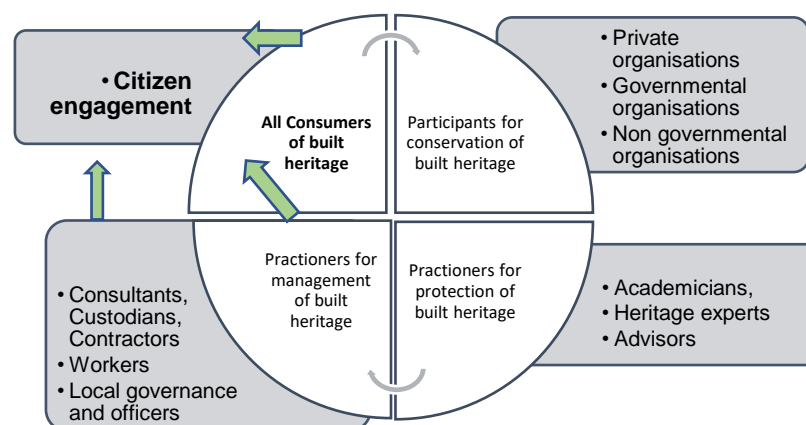 • Citizen
engagement
All Consumers
of built
heritage
Participants for
conservation of
built heritage
• Private
organisations
• Governmental
organisations
• Non governmental
organisations
• Consultants,
Custodians,
Contractors
• Workers
• Local governance
and officers
Practioners for
management
of built
heritage
Practioners for
protection of
built heritage
• Academicians,
• Heritage experts
• Advisors